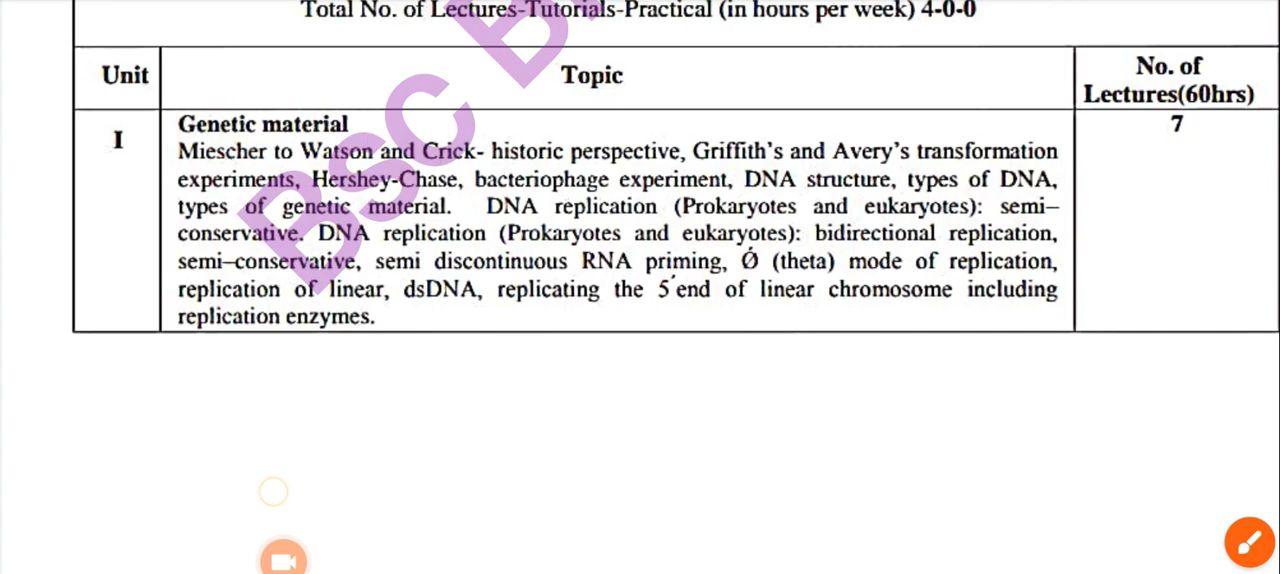 Total No. of Lectures-Tutorials-Practical (in hours per week) 4-0-0
Unit
Topic
No. of
Lectures(60hrs)
I
Genetic material
7
Miescher to Watson and Crick- historic perspective, Griffith's and Avery's transformation
experiments, Hershey-Chase, bacteriophage experiment, DNA structure, types of DNA,
types of genetic material. DNA replication (Prokaryotes and eukaryotes): semi–
conservative. DNA replication (Prokaryotes and eukaryotes): bidirectional replication,
semi–conservative, semi discontinuous RNA priming, Ǿ (theta) mode of replication,
replication of linear, dsDNA, replicating the 5′end of linear chromosome including
replication enzymes.
BSC